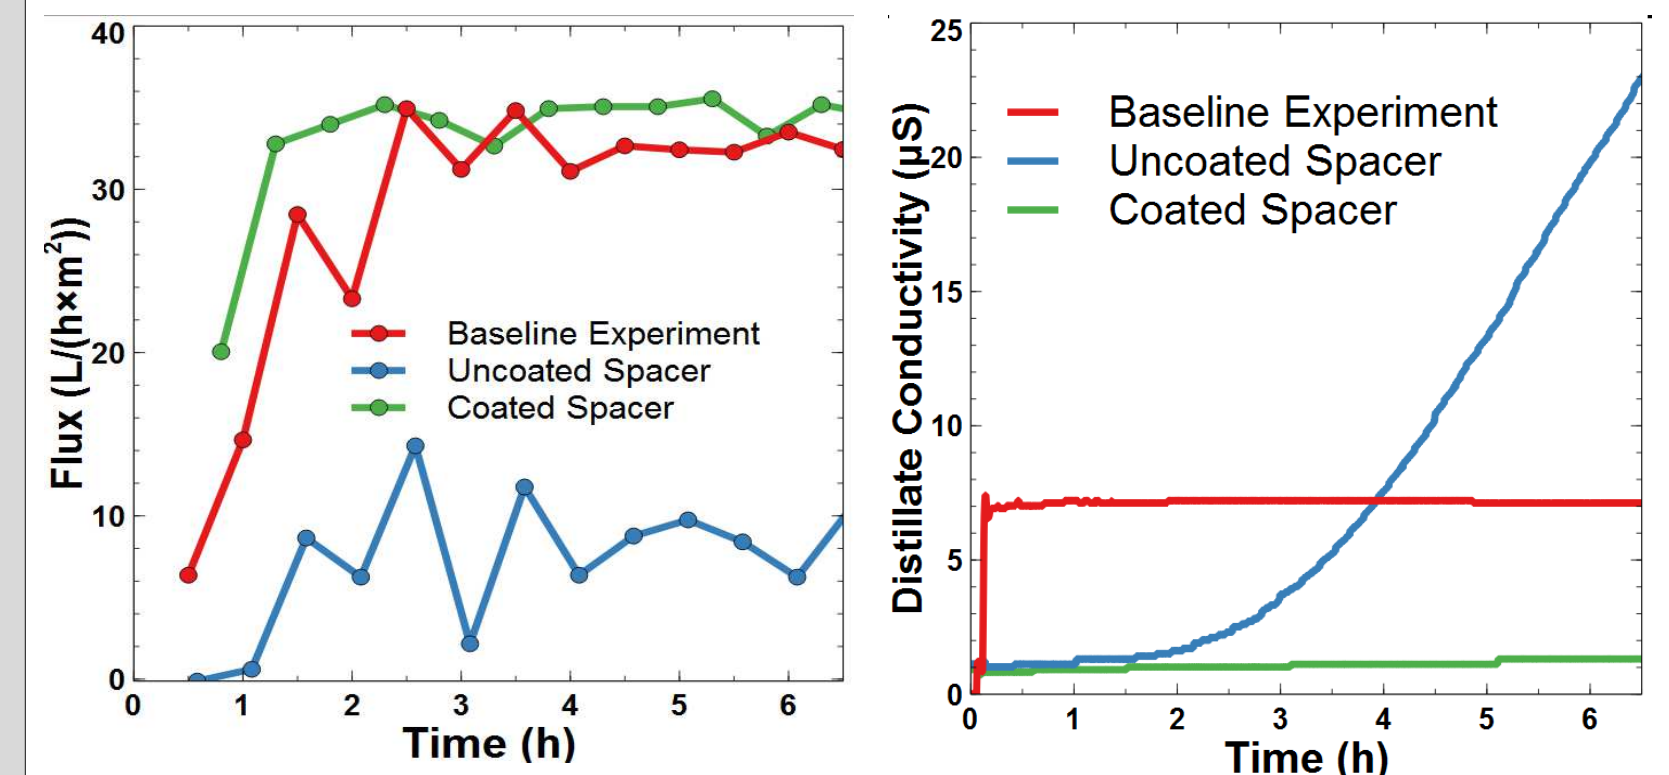 40
30
20
10
0
0 1 2 3 4 5 6
Flux (L/(h×m²))
Time (h)
Baseline Experiment
Uncoated Spacer
Coated Spacer
25
20
15
10
5
0
0 1 2 3 4 5 6
Distillate Conductivity (µS)
Time (h)
Baseline Experiment
Uncoated Spacer
Coated Spacer